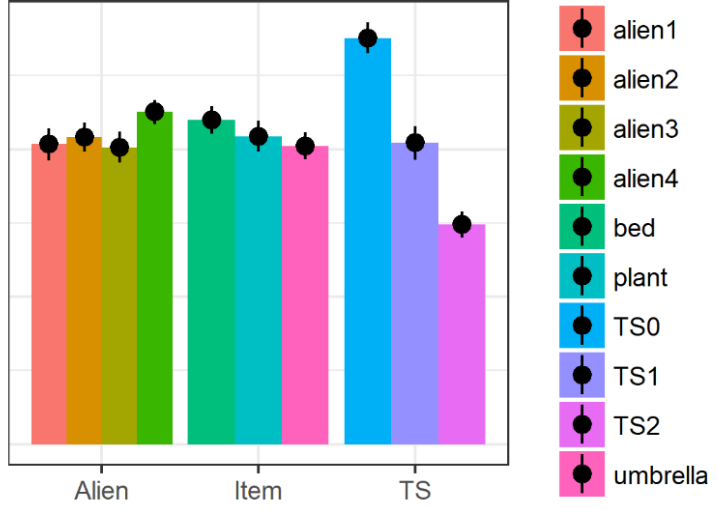 Alien Item TS
alien1
alien2
alien3
alien4
bed
plant
TS0
TS1
TS2
umbrella